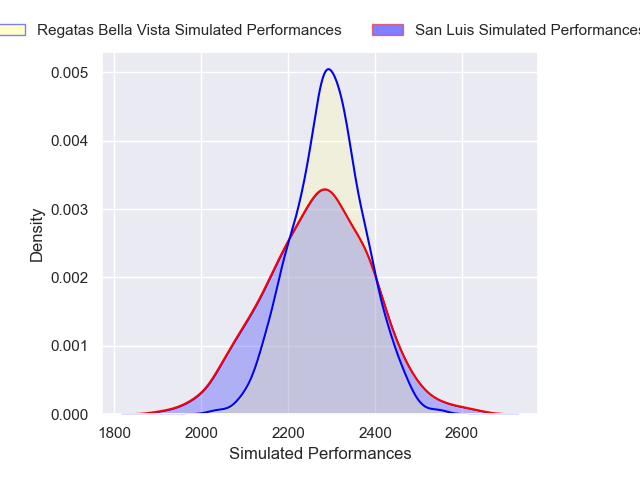 Regatas Bella Vista Simulated Performances
San Luis Simulated Performances
0.005
0.004
0.003
0.002
0.001
0.000
Density
1800 2000 2200 2400 2600
Simulated Performances